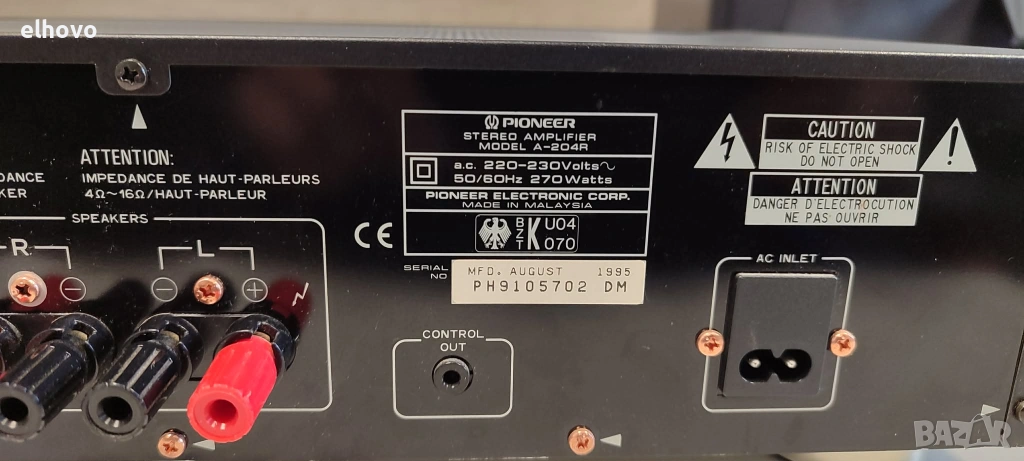 elhovo
ATTENTION:
IMPEDANCE DE HAUT-PARLEURS
4Ω~16Ω/HAUT-PARLEUR
SPEAKERS
R
L
− − +
PIONEER
STEREO AMPLIFIER
MODEL A-204R
a.c. 220-230Volts~
50/60Hz 270Watts
PIONEER ELECTRONIC CORP.
MADE IN MALAYSIA
BZT K U04
070
CE
SERIAL
NO
MFD. AUGUST 1995
PH9105702 DM
CONTROL
OUT
CAUTION
RISK OF ELECTRIC SHOCK
DO NOT OPEN
ATTENTION
DANGER D'ELECTROCUTION
NE PAS OUVRIR
!
AC INLET
BAZAR